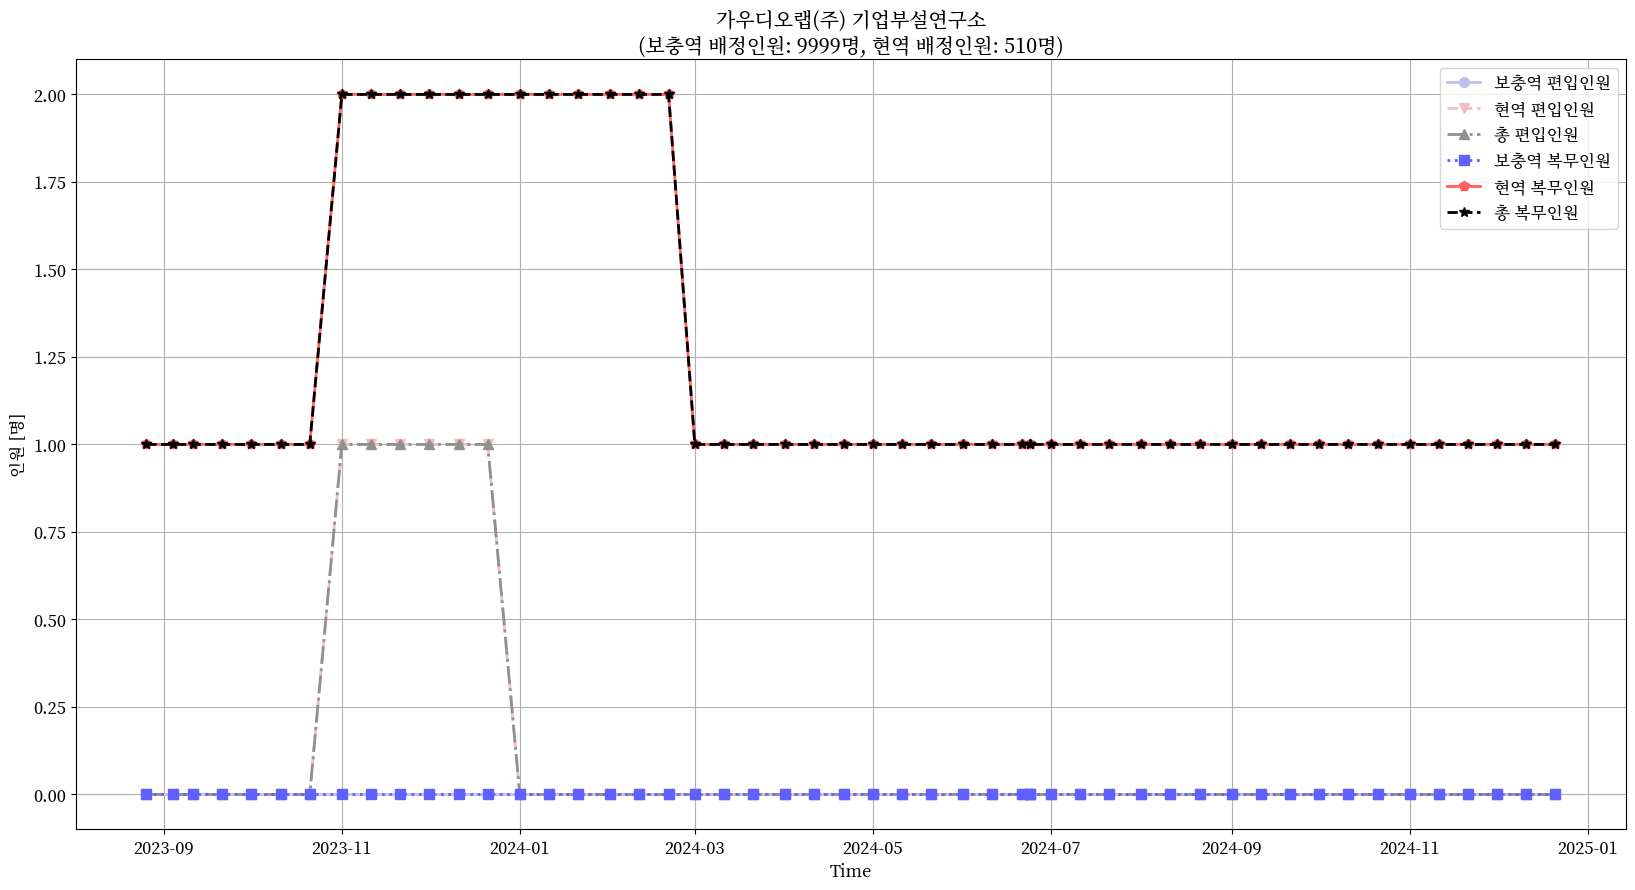 가우디오랩(주) 기업부설연구소
(보충역 배정인원: 9999명, 현역 배정인원: 510명)
보충역 편입인원
현역 편입인원
총 편입인원
보충역 복무인원
현역 복무인원
총 복무인원
인원 [명]
2.00
1.75
1.50
1.25
1.00
0.75
0.50
0.25
0.00
2023-09 2023-11 2024-01 2024-03 2024-05 2024-07 2024-09 2024-11 2025-01
Time